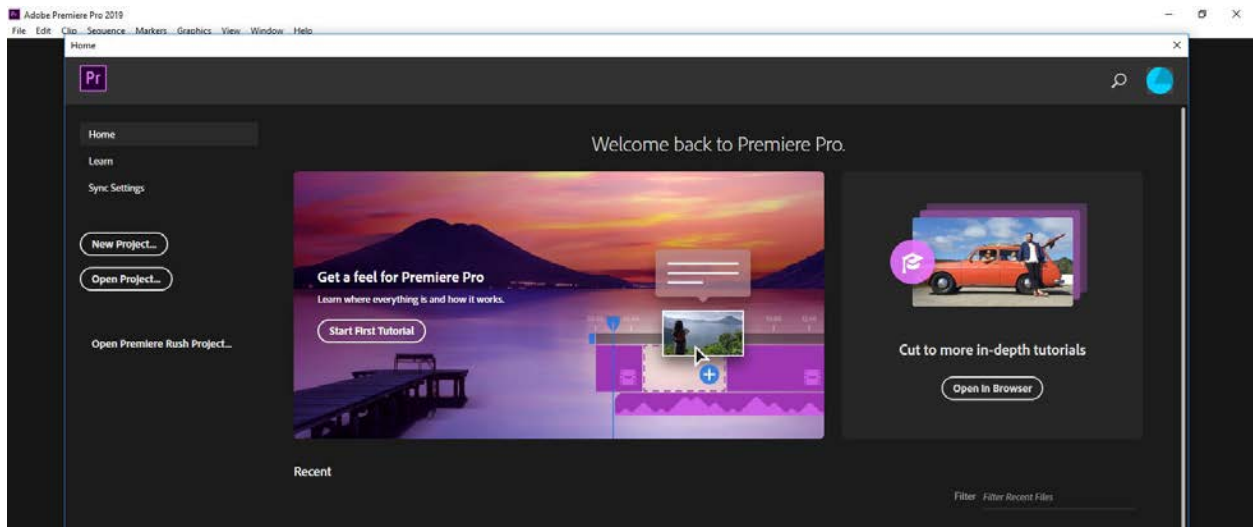 Adobe Premiere Pro 2019
File Edit Clip Sequence Markers Graphics View Window Help
Home
Pr
Home
Learn
Sync Settings
New Project...
Open Project...
Open Premiere Rush Project...
Welcome back to Premiere Pro.
Get a feel for Premiere Pro
Learn where everything is and how it works.
Start First Tutorial
Cut to more in-depth tutorials
Open in Browser
Recent
Filter Filter Recent Files